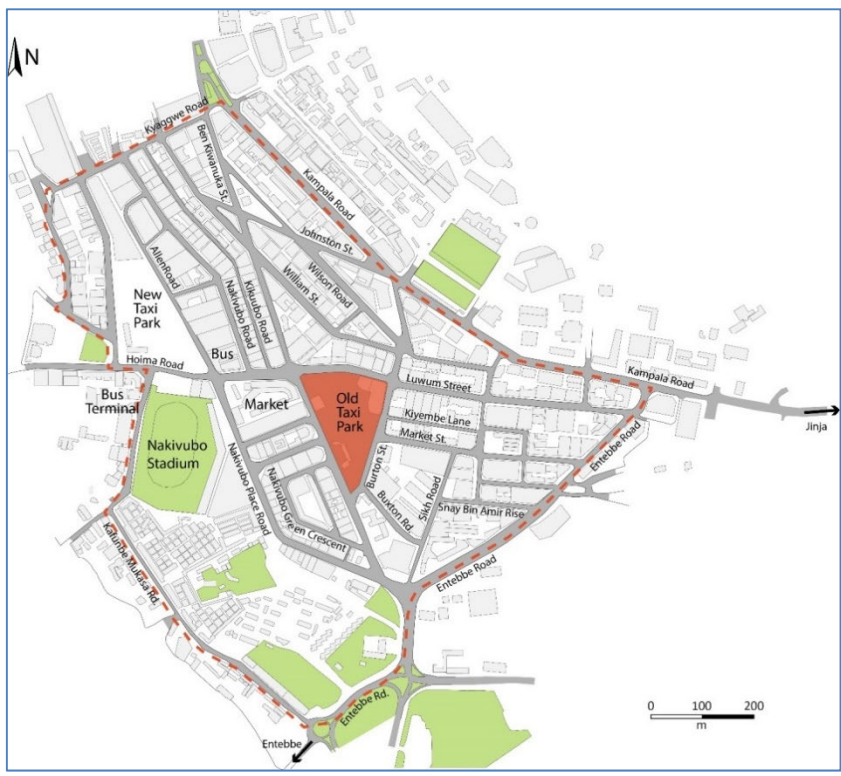 N
Kyaggwe Road
Ben Kiwanuka St.
Kampala Road
Johnston St.
Allen Road
Wilson Road
William St.
Kikuubo Road
Nakivubo Road
New
Taxi
Park
Bus
Hoima Road
Kampala Road
Luwum Street
Bus
Terminal
Market
Old
Taxi
Park
Kiyembe Lane
Market St.
Jinja
Entebbe Road
Nakivubo
Stadium
Burton St.
Sikh Road
Buxton Rd.
Snay Bin Amir Rise
Nakivubo Place Road
Nakivubo Green Crescent
Entebbe Road
Kafunbe Mukasa Rd.
Entebbe Rd.
Entebbe
0 100 200
m